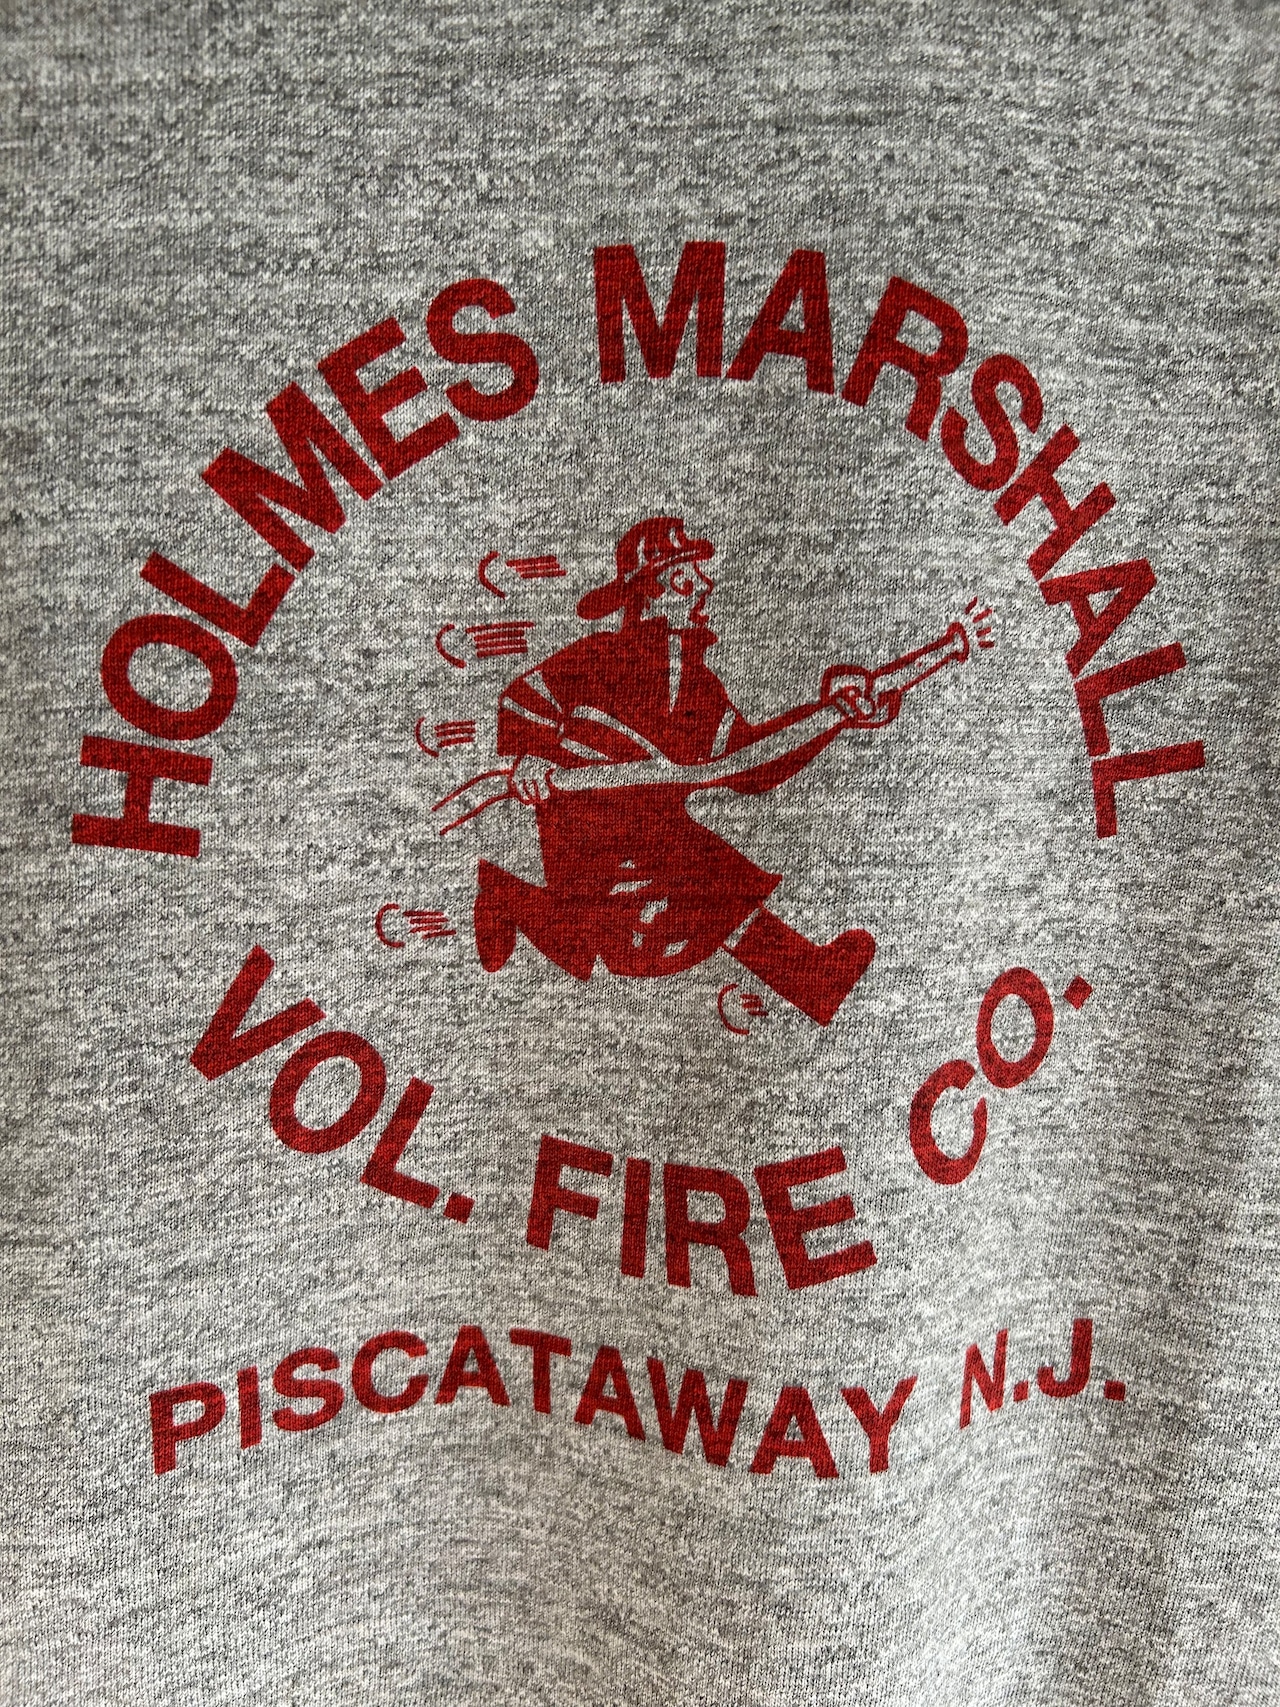 HOLMES MARSHALL
VOL. FIRE CO.
PISCATAWAY N.J.